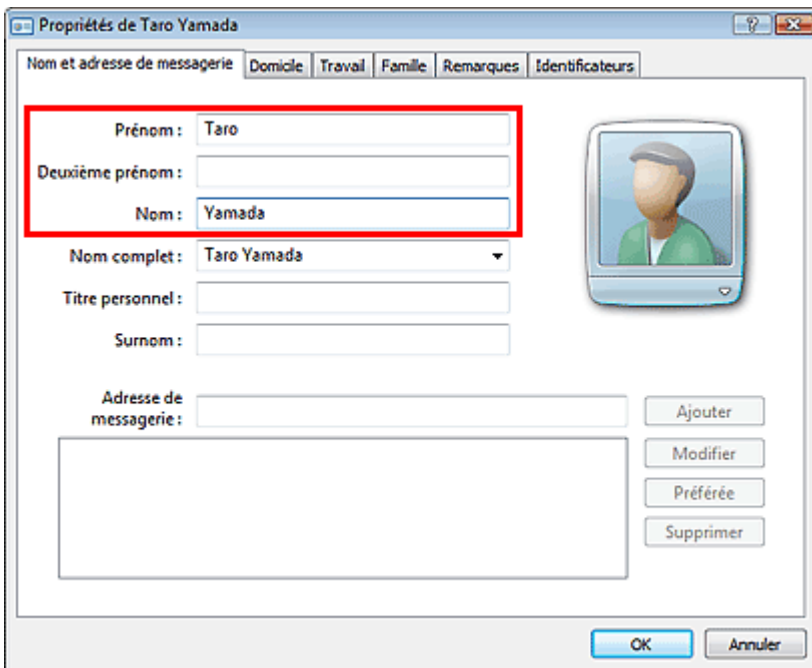 Propriétés de Taro Yamada
Nom et adresse de messagerie Domicile Travail Famille Remarques Identificateurs
Prénom : Taro
Deuxième prénom :
Nom : Yamada
Nom complet : Taro Yamada
Titre personnel :
Surnom :
Adresse de
messagerie :
Ajouter
Modifier
Préférée
Supprimer
OK Annuler